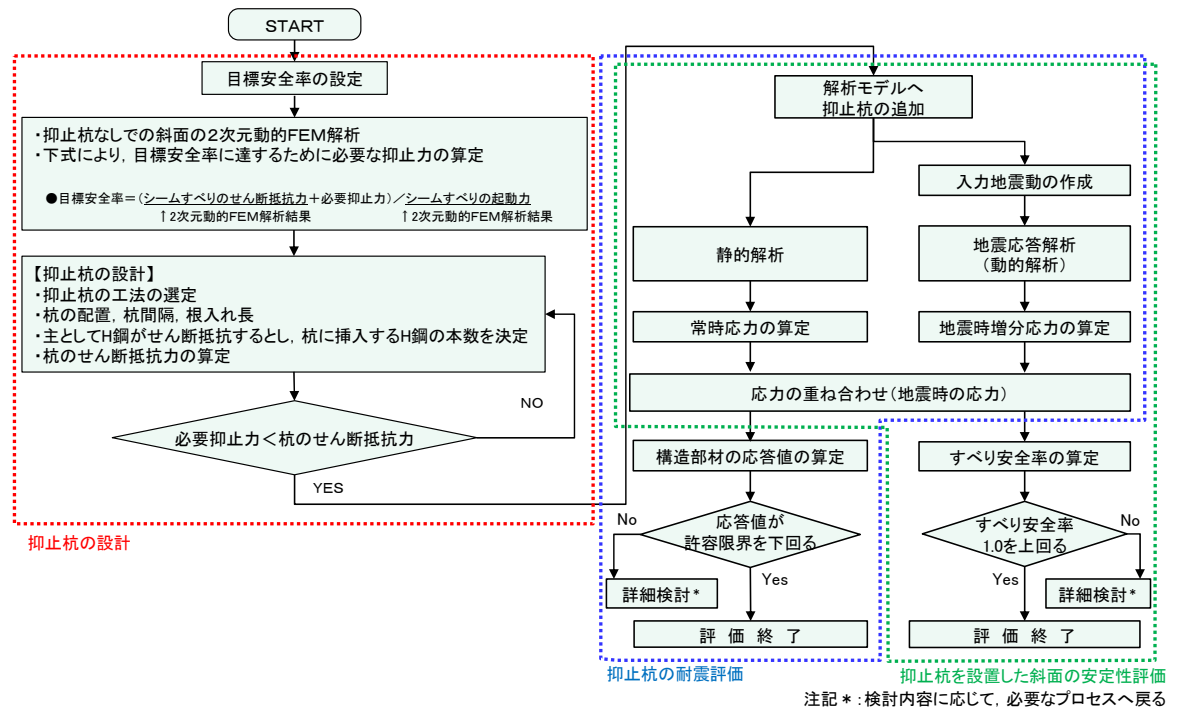 START
目標安全率の設定
・抑止杭なしでの斜面の2次元動的FEM解析
・下式により，目標安全率に達するために必要な抑止力の算定
●目標安全率＝(シームすべりのせん断抵抗力＋必要抑止力)／シームすべりの起動力
↑2次元動的FEM解析結果 ↑2次元動的FEM解析結果
【抑止杭の設計】
・抑止杭の工法の選定
・杭の配置，杭間隔，根入れ長
・主としてH鋼がせん断抵抗するとし，杭に挿入するH鋼の本数を決定
・杭のせん断抵抗力の算定
NO
必要抑止力＜杭のせん断抵抗力
YES
抑止杭の設計
解析モデルへ
抑止杭の追加
入力地震動の作成
静的解析
地震応答解析
(動的解析)
常時応力の算定
地震時増分応力の算定
応力の重ね合わせ(地震時の応力)
構造部材の応答値の算定
すべり安全率の算定
No
応答値が
許容限界を下回る
Yes
詳細検討*
評 価 終 了
すべり安全率
1.0を上回る
No
Yes
詳細検討*
評 価 終 了
抑止杭の耐震評価
抑止杭を設置した斜面の安定性評価
注記＊：検討内容に応じて，必要なプロセスへ戻る